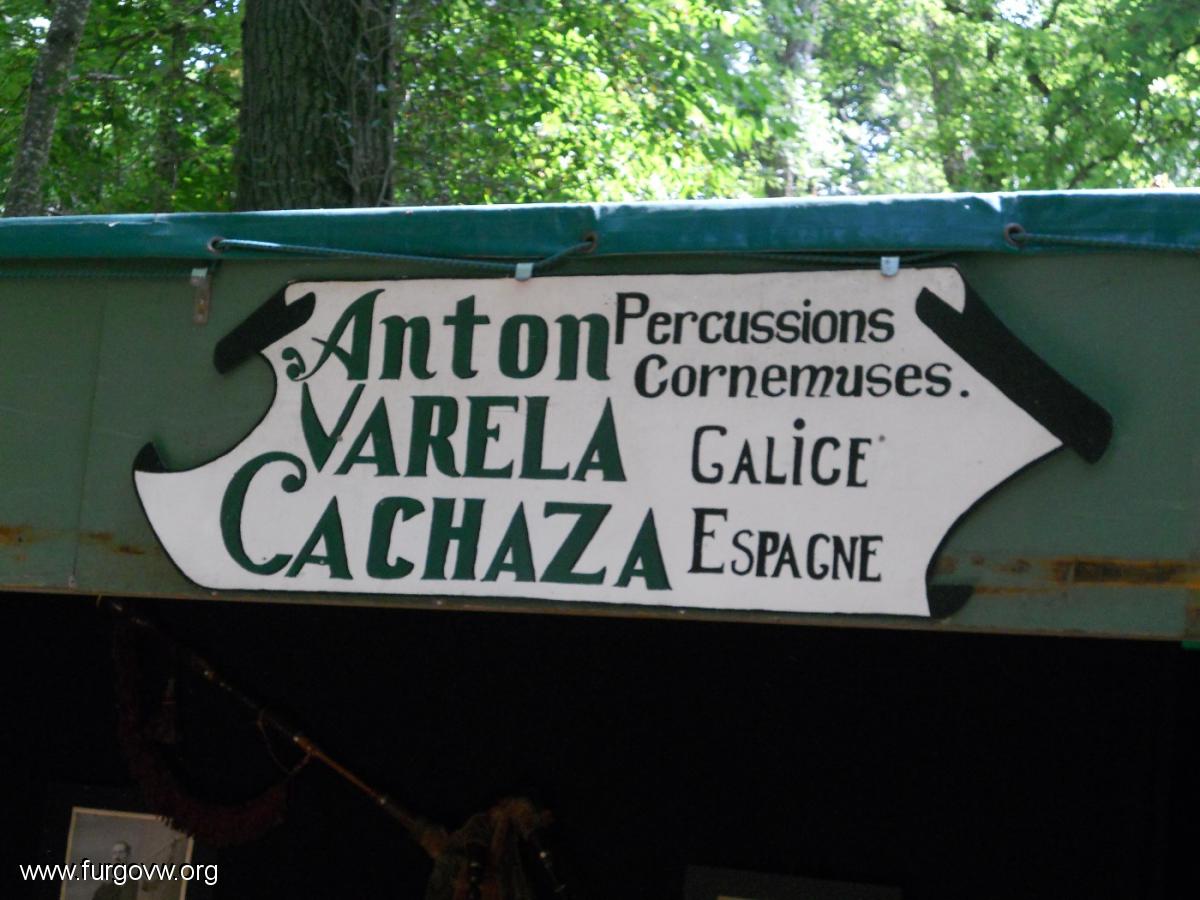 Anton
VARELA
CACHAZA
Percussions
Cornemuses.
GALiCE
ESPAGNE
www.furgovw.org